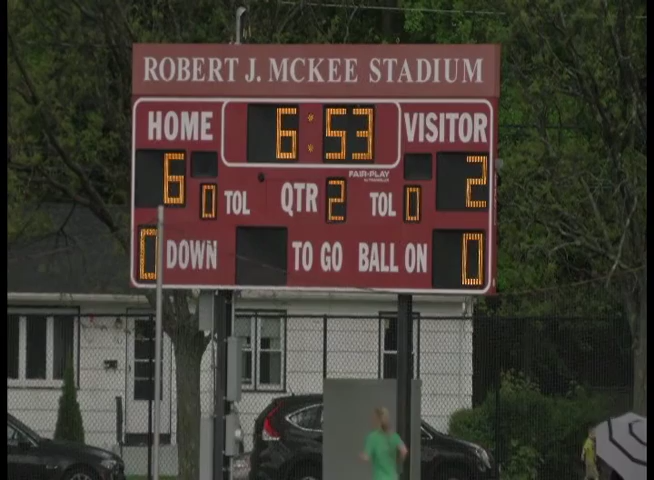 ROBERT J. MCKEE STADIUM
HOME 6:53 VISITOR
FAIR-PLAY
6 0 TOL QTR 2 TOL 0 2
0 DOWN TO GO BALL ON 0